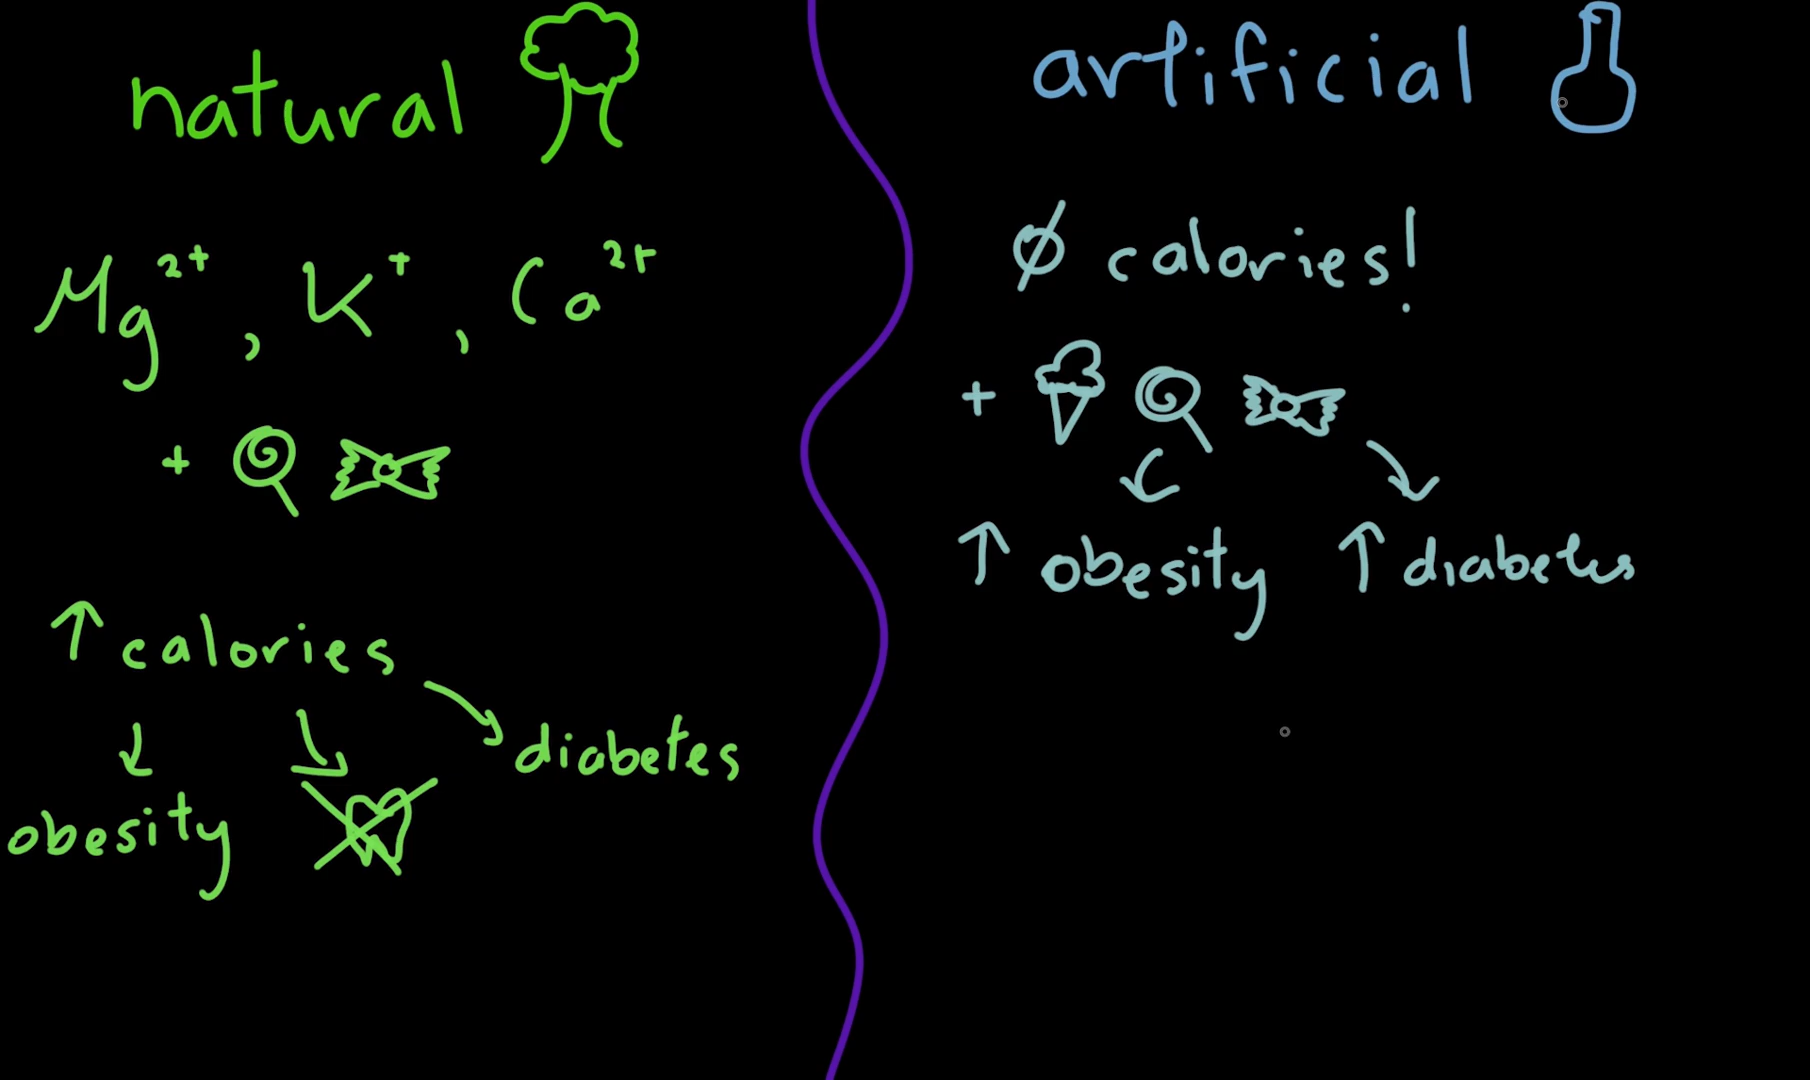 natural
Mg²⁺, K⁺, Ca²⁺
+
↑ calories
diabetes
obesity
artificial
∅ calories!
+
↑ obesity ↑ diabetes